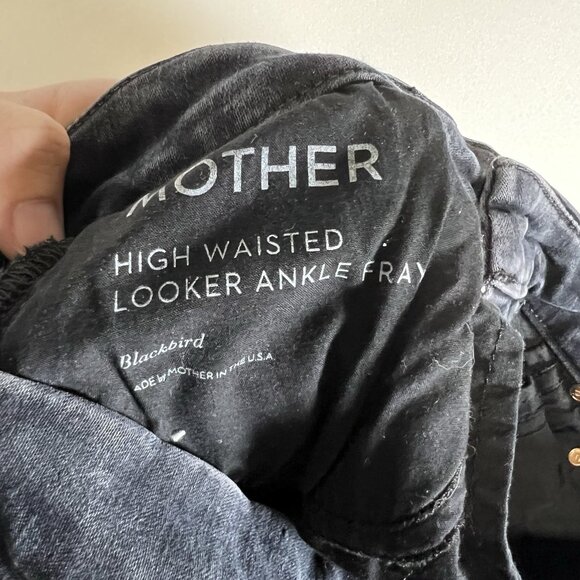 MOTHER
HIGH WAISTED
LOOKER ANKLE FRAY
Blackbird
ADE by MOTHER IN THE U.S.A.